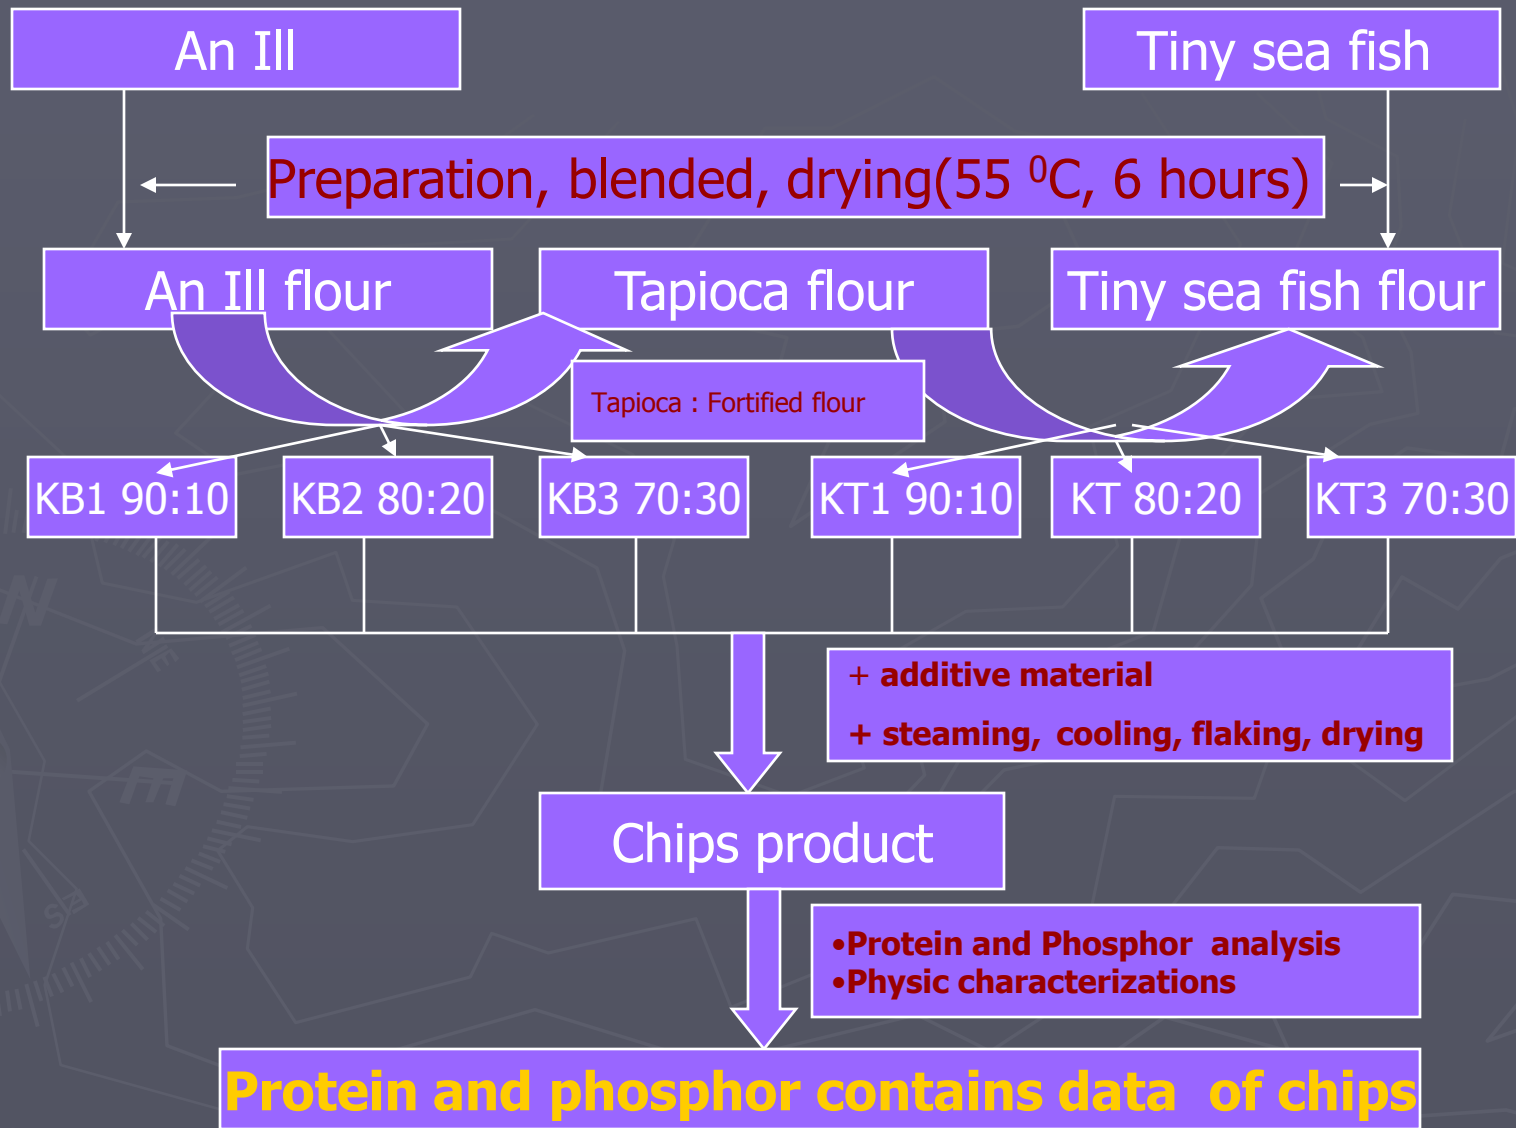 An Ill
Tiny sea fish
Preparation, blended, drying(55 ⁰C, 6 hours)
An Ill flour
Tapioca flour
Tiny sea fish flour
Tapioca : Fortified flour
KB1 90:10
KB2 80:20
KB3 70:30
KT1 90:10
KT 80:20
KT3 70:30
+ additive material
+ steaming, cooling, flaking, drying
Chips product
•Protein and Phosphor analysis
•Physic characterizations
Protein and phosphor contains data of chips
N
NE
E
SE